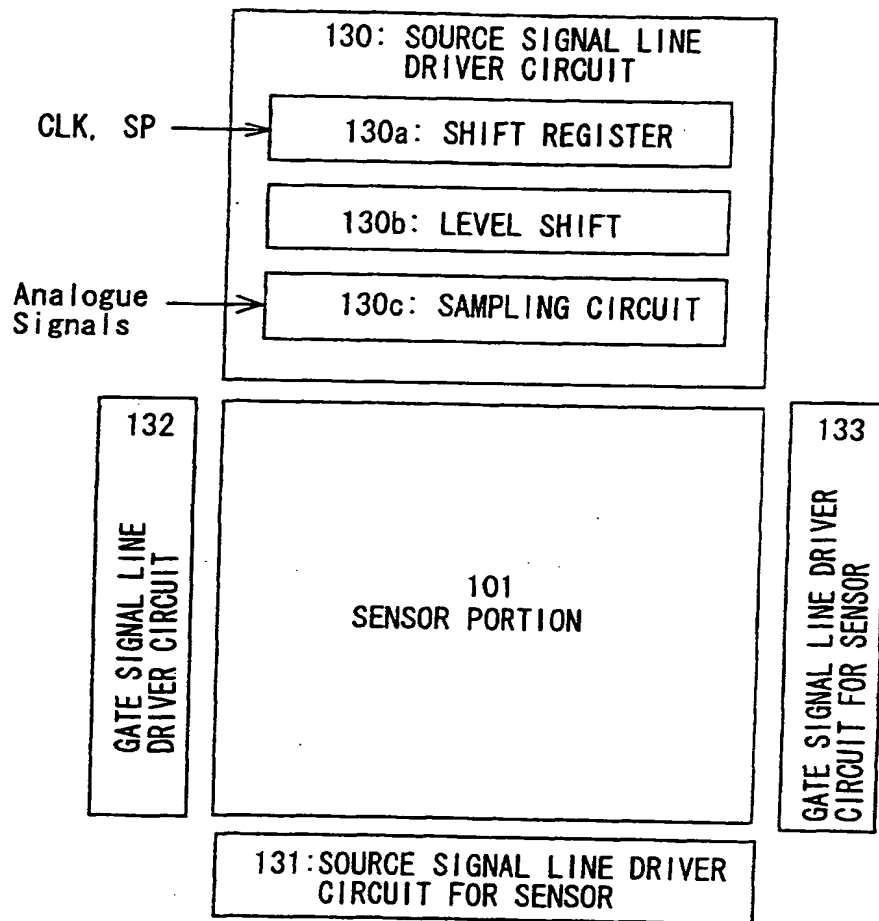 130: SOURCE SIGNAL LINE
DRIVER CIRCUIT
CLK, SP
130a: SHIFT REGISTER
130b: LEVEL SHIFT
Analogue
Signals
130c: SAMPLING CIRCUIT
132
GATE SIGNAL LINE
DRIVER CIRCUIT
101
SENSOR PORTION
133
GATE SIGNAL LINE DRIVER
CIRCUIT FOR SENSOR
131:SOURCE SIGNAL LINE DRIVER
CIRCUIT FOR SENSOR